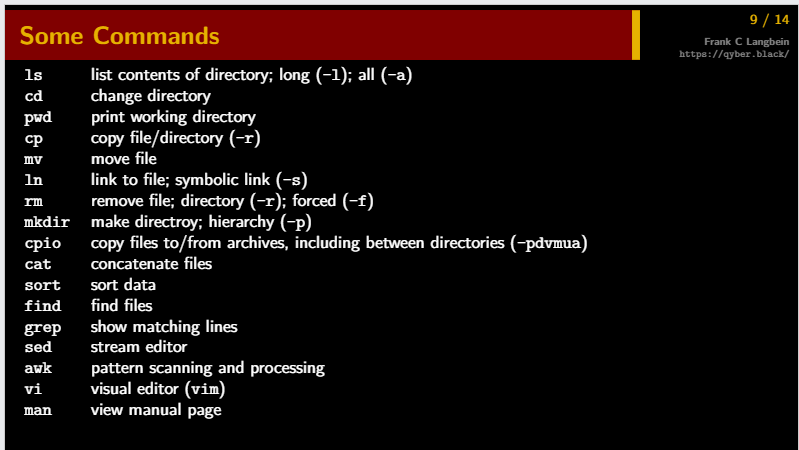 Some Commands
9 / 14
Frank C Langbein
https://qyber.black/
ls list contents of directory; long (-l); all (-a)
cd change directory
pwd print working directory
cp copy file/directory (-r)
mv move file
ln link to file; symbolic link (-s)
rm remove file; directory (-r); forced (-f)
mkdir make directroy; hierarchy (-p)
cpio copy files to/from archives, including between directories (-pdvmua)
cat concatenate files
sort sort data
find find files
grep show matching lines
sed stream editor
awk pattern scanning and processing
vi visual editor (vim)
man view manual page